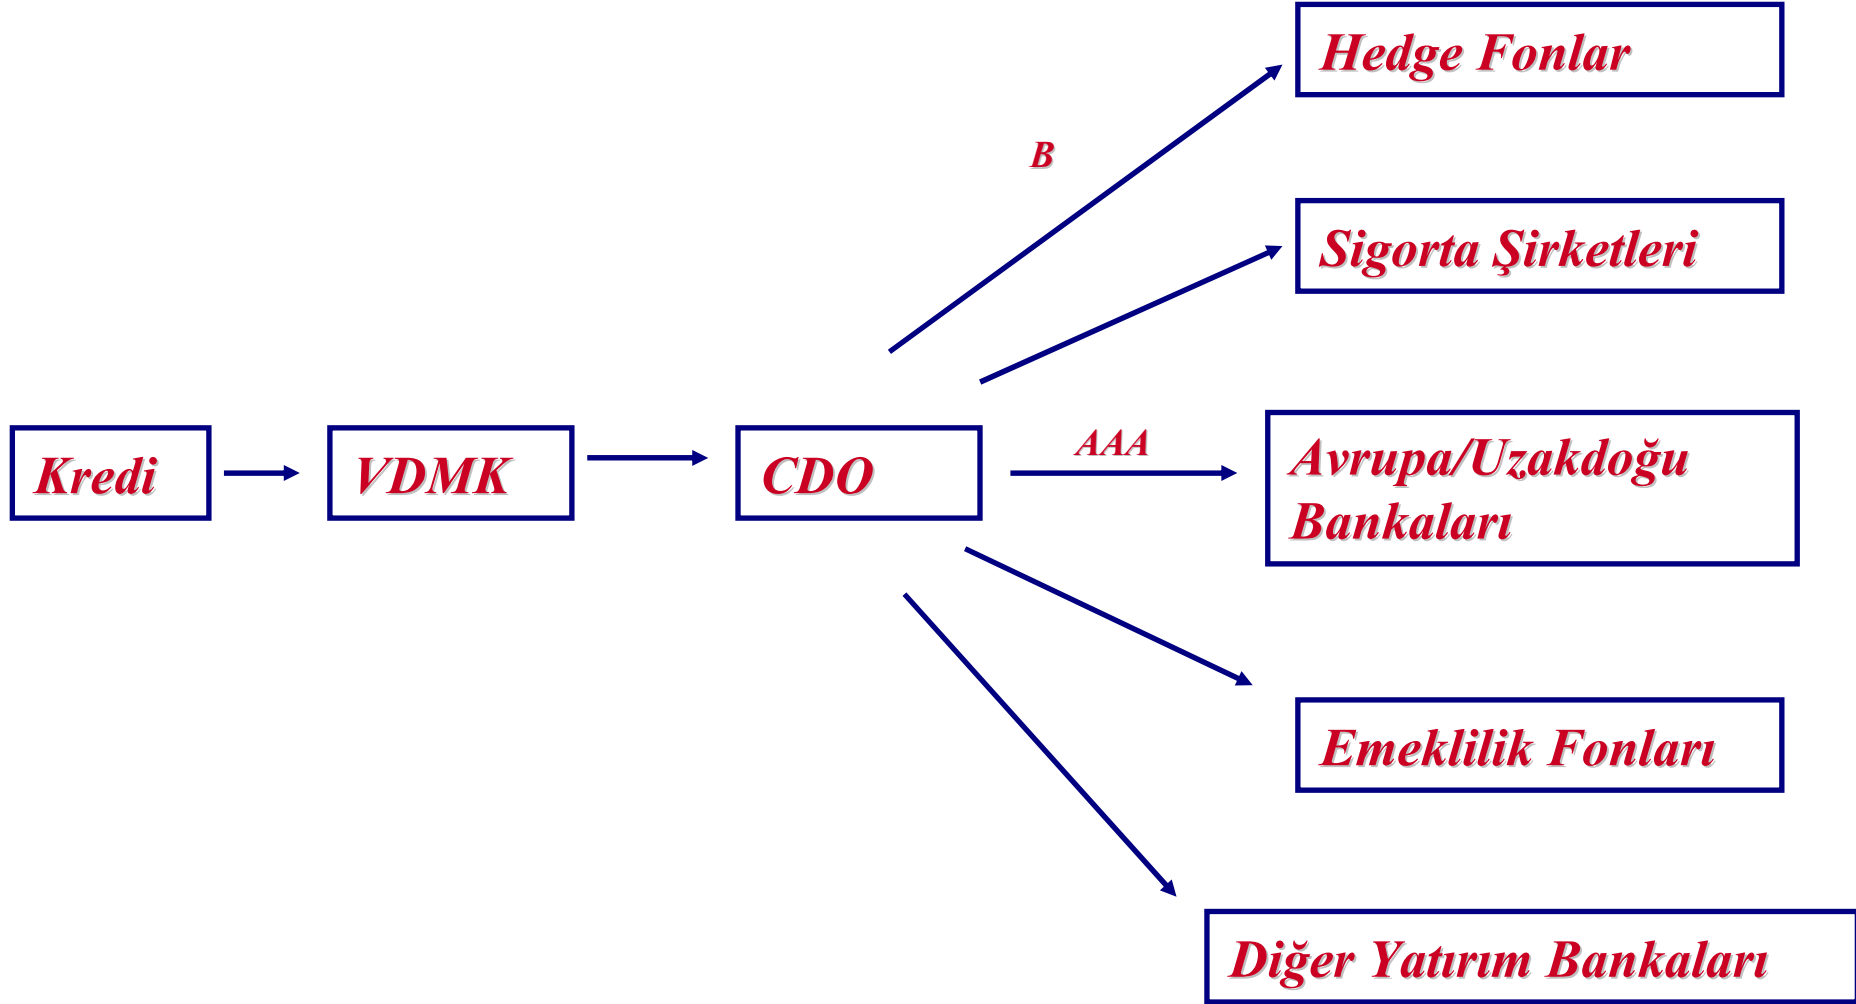 Hedge Fonlar
B
Sigorta Şirketleri
Kredi
VDMK
CDO
AAA
Avrupa/Uzakdoğu
Bankaları
Emeklilik Fonları
Diğer Yatırım Bankaları